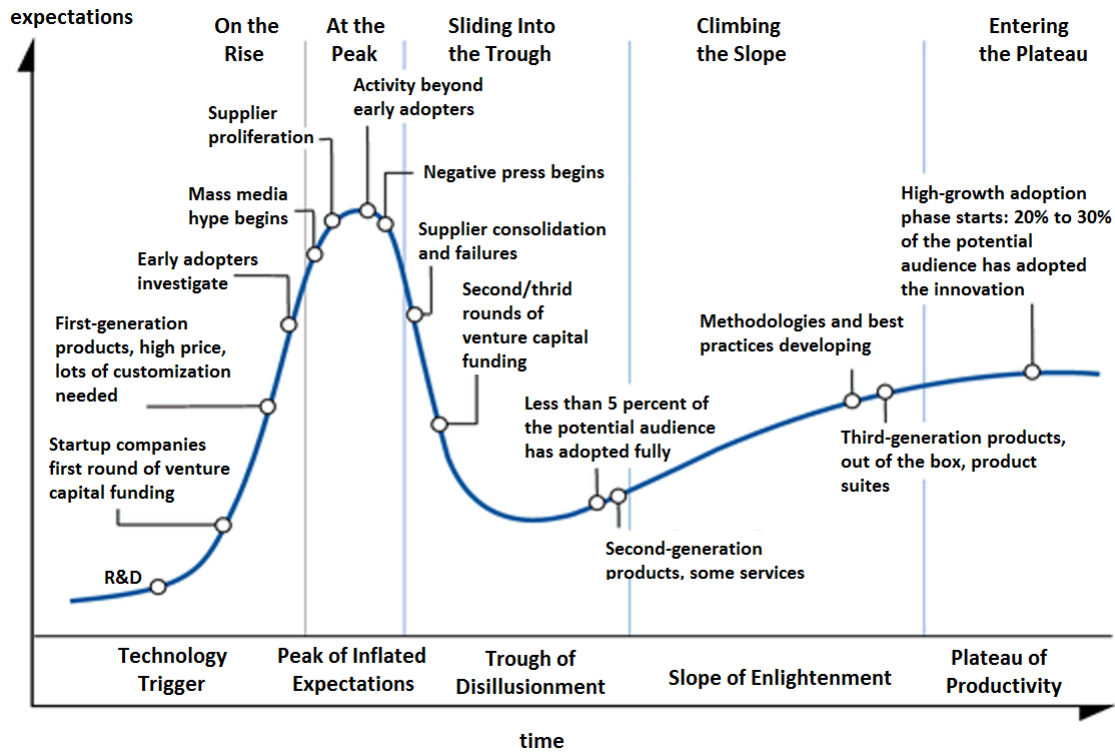 expectations
On the
Rise
At the
Peak
Sliding Into
the Trough
Climbing
the Slope
Entering
the Plateau
Activity beyond
early adopters
Supplier
proliferation
Negative press begins
Mass media
hype begins
Supplier consolidation
and failures
Early adopters
investigate
Second/thrid
rounds of
venture capital
funding
High-growth adoption
phase starts: 20% to 30%
of the potential
audience has adopted
the innovation
First-generation
products, high price,
lots of customization
needed
Methodologies and best
practices developing
Less than 5 percent of
the potential audience
has adopted fully
Startup companies
first round of venture
capital funding
Third-generation products,
out of the box, product
suites
Second-generation
products, some services
R&D
Technology
Trigger
Peak of Inflated
Expectations
Trough of
Disillusionment
Slope of Enlightenment
Plateau of
Productivity
time